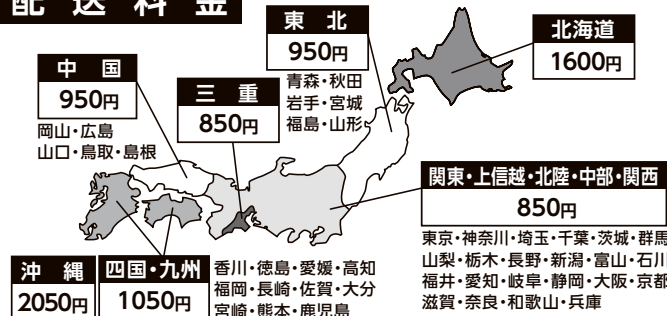 配送料金
東北
950円
青森・秋田
岩手・宮城
福島・山形
北海道
1600円
中国
950円
岡山・広島
山口・鳥取・島根
三重
850円
関東・上信越・北陸・中部・関西
850円
東京・神奈川・埼玉・千葉・茨城・群馬
山梨・栃木・長野・新潟・富山・石川
福井・愛知・岐阜・静岡・大阪・京都
滋賀・奈良・和歌山・兵庫
沖縄
2050円
四国・九州
1050円
香川・徳島・愛媛・高知
福岡・長崎・佐賀・大分
宮崎・熊本・鹿児島